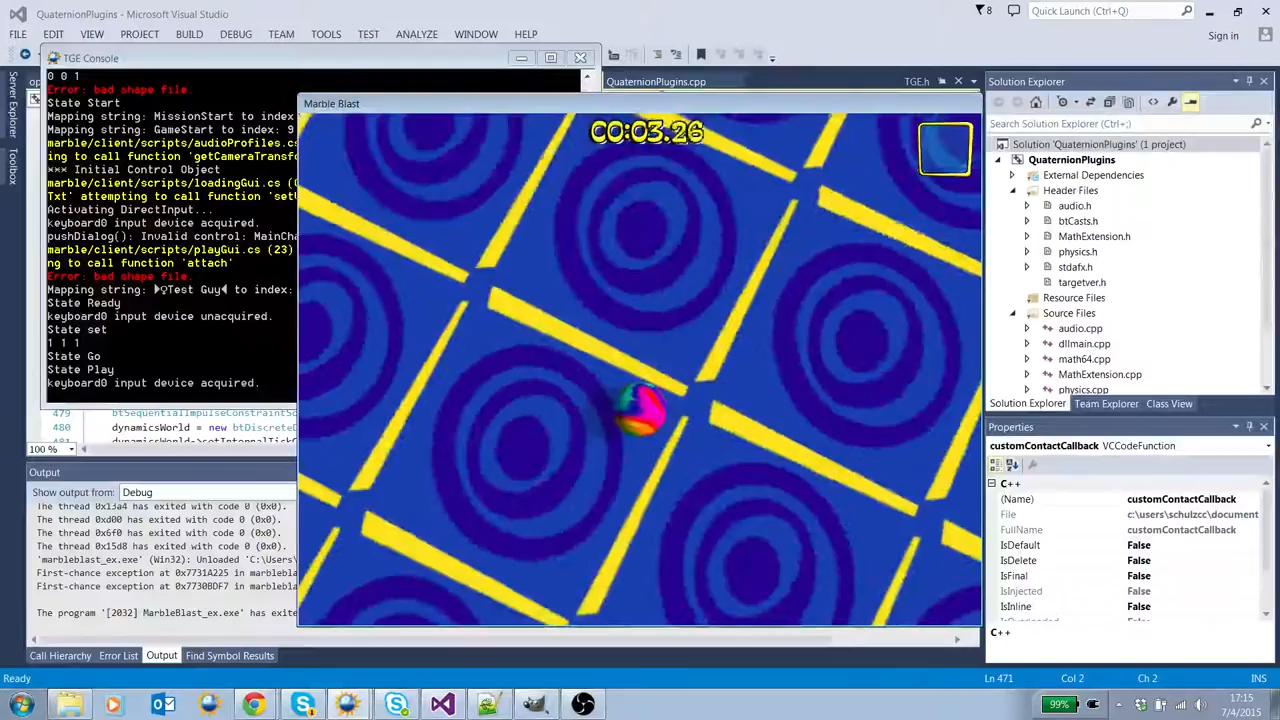 QuaternionPlugins - Microsoft Visual Studio
8
Quick Launch (Ctrl+Q)
FILE EDIT VIEW PROJECT BUILD DEBUG TEAM TOOLS TEST ANALYZE WINDOW HELP
Sign in
TGE Console
QuaternionPlugins.cpp
TGE.h
Server Explorer
Toolbox
0 0 1
Error: bad shape file.
State Start
Mapping string: MissionStart to index
Mapping string: GameStart to index:
marble/client/scripts/audioProfiles.c
ing to call function 'getCameraTransf
*** Initial Control Object
marble/client/scripts/loadingGui.cs (
Txt' attempting to call function 'set
Activating DirectInput...
keyboard0 input device acquired.
pushDialog(): Invalid control: MainCh
marble/client/scripts/playGui.cs (23)
ng to call function 'attach'
Error: bad shape file.
Mapping string: Test Guy to index:
State Ready
keyboard0 input device unacquired.
State set
1 1 1
State Go
State Play
keyboard0 input device acquired.
Marble Blast
00:03.26
479
480 dynamicsWorld = new btDiscreteD
481
100 %
Output
Show output from: Debug
The thread 0x13a4 has exited with code 0 (0x0).
The thread 0xd00 has exited with code 0 (0x0).
The thread 0x6f0 has exited with code 0 (0x0).
The thread 0x15d8 has exited with code 0 (0x0).
'marbleblast_ex.exe' (Win32): Unloaded 'C:\Users\
First-chance exception at 0x7731A225 in marblebla
First-chance exception at 0x7730BDF7 in marblebla
The program '[2032] MarbleBlast_ex.exe' has exite
Call Hierarchy Error List Output Find Symbol Results
Solution Explorer
Search Solution Explorer (Ctrl+;)
Solution 'QuaternionPlugins' (1 project)
QuaternionPlugins
External Dependencies
Header Files
audio.h
btCasts.h
MathExtension.h
physics.h
stdafx.h
targetver.h
Resource Files
Source Files
audio.cpp
dllmain.cpp
math64.cpp
MathExtension.cpp
physics.cpp
Solution Explorer Team Explorer Class View
Properties
customContactCallback VCCodeFunction
C++
(Name) customContactCallback
File c:\users\schulzcc\document
FullName customContactCallback
IsDefault False
IsDelete False
IsFinal False
IsInjected False
IsInline False
C++
Ready
Ln 471 Col 2 Ch 2 INS
99%
17:15
7/4/2015